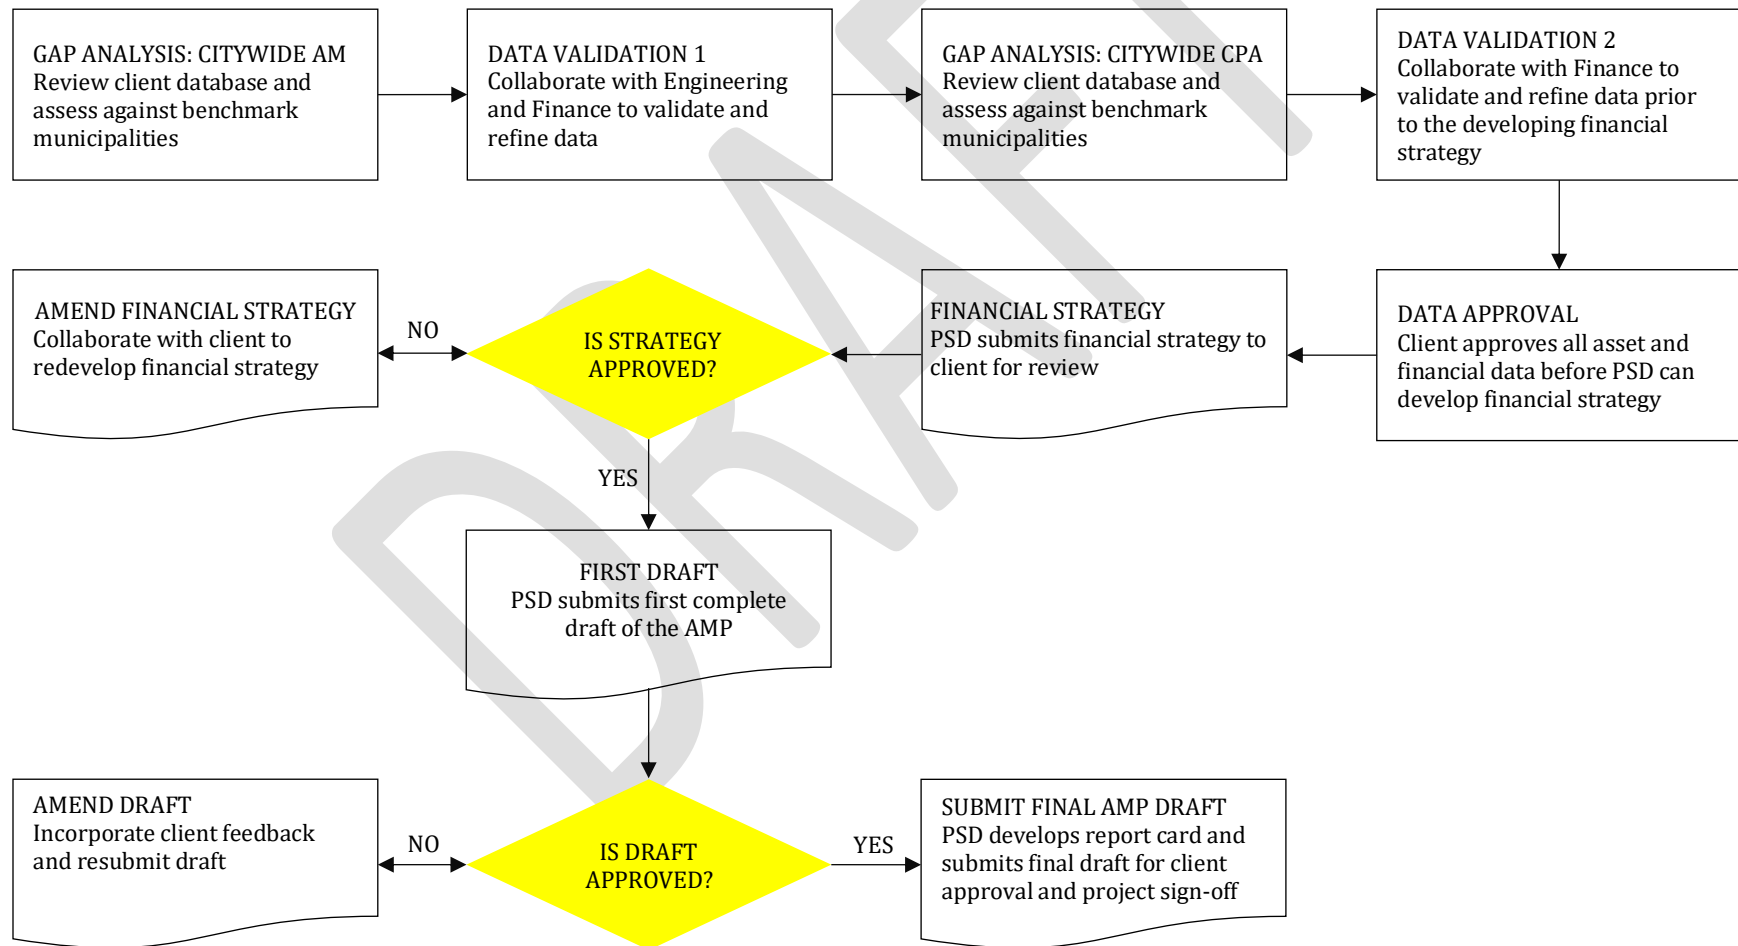 GAP ANALYSIS: CITYWIDE AM
Review client database and
assess against benchmark
municipalities
DATA VALIDATION 1
Collaborate with Engineering
and Finance to validate and
refine data
GAP ANALYSIS: CITYWIDE CPA
Review client database and
assess against benchmark
municipalities
DATA VALIDATION 2
Collaborate with Finance to
validate and refine data prior
to the developing financial
strategy
AMEND FINANCIAL STRATEGY
Collaborate with client to
redevelop financial strategy
NO
IS STRATEGY
APPROVED?
FINANCIAL STRATEGY
PSD submits financial strategy to
client for review
DATA APPROVAL
Client approves all asset and
financial data before PSD can
develop financial strategy
YES
FIRST DRAFT
PSD submits first complete
draft of the AMP
AMEND DRAFT
Incorporate client feedback
and resubmit draft
NO
IS DRAFT
APPROVED?
YES
SUBMIT FINAL AMP DRAFT
PSD develops report card and
submits final draft for client
approval and project sign-off
DRAFT